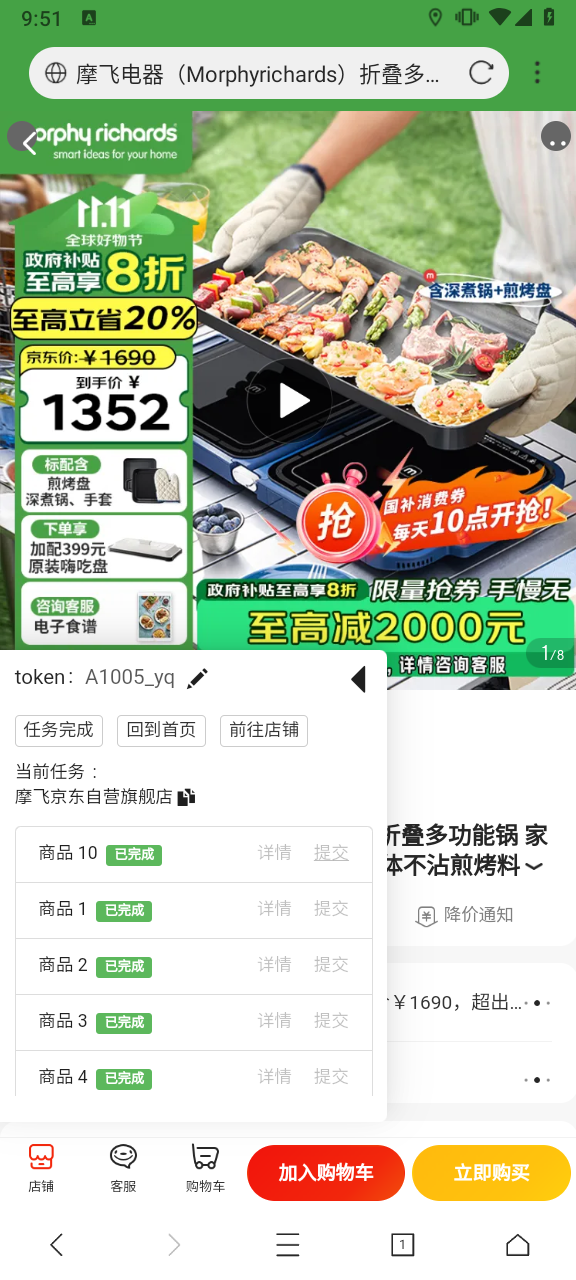 9:51
摩飞电器（Morphyrichards）折叠多...
morphy richards
smart ideas for your home
11.11
全球好物节
政府补贴
至高享8折
至高立省20%
京东价:￥1690
到手价 ￥
1352
标配含
煎烤盘
深煮锅、手套
下单享
加配399元
原装嗨吃盘
咨询客服
电子食谱
含深煮锅+煎烤盘
抢
国补消费券
每天10点开抢!
政府补贴至高享8折
限量抢券 手慢无
至高减2000元
，详情咨询客服
1/8
token： A1005_yq
任务完成
回到首页
前往店铺
当前任务 ：
摩飞京东自营旗舰店
商品 10 已完成 详情 提交
商品 1 已完成 详情 提交
商品 2 已完成 详情 提交
商品 3 已完成 详情 提交
商品 4 已完成 详情 提交
折叠多功能锅 家
体不沾煎烤料
降价通知
￥1690，超出...
店铺
客服
购物车
加入购物车
立即购买
1